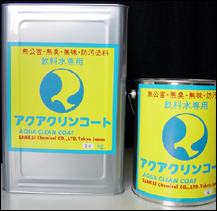 無公害・無臭・無味・防汚塗料
飲料水専用
アクアクリンコート
AQUA CLEAN COAT
SANKEI Chemical CO.,LTD. Tokyo Japan
kg
無公害・無臭・無味・防汚塗料
飲料水専用
アクアクリンコート
AQUA CLEAN COAT
SANKEI Chemical CO.,LTD. Tokyo